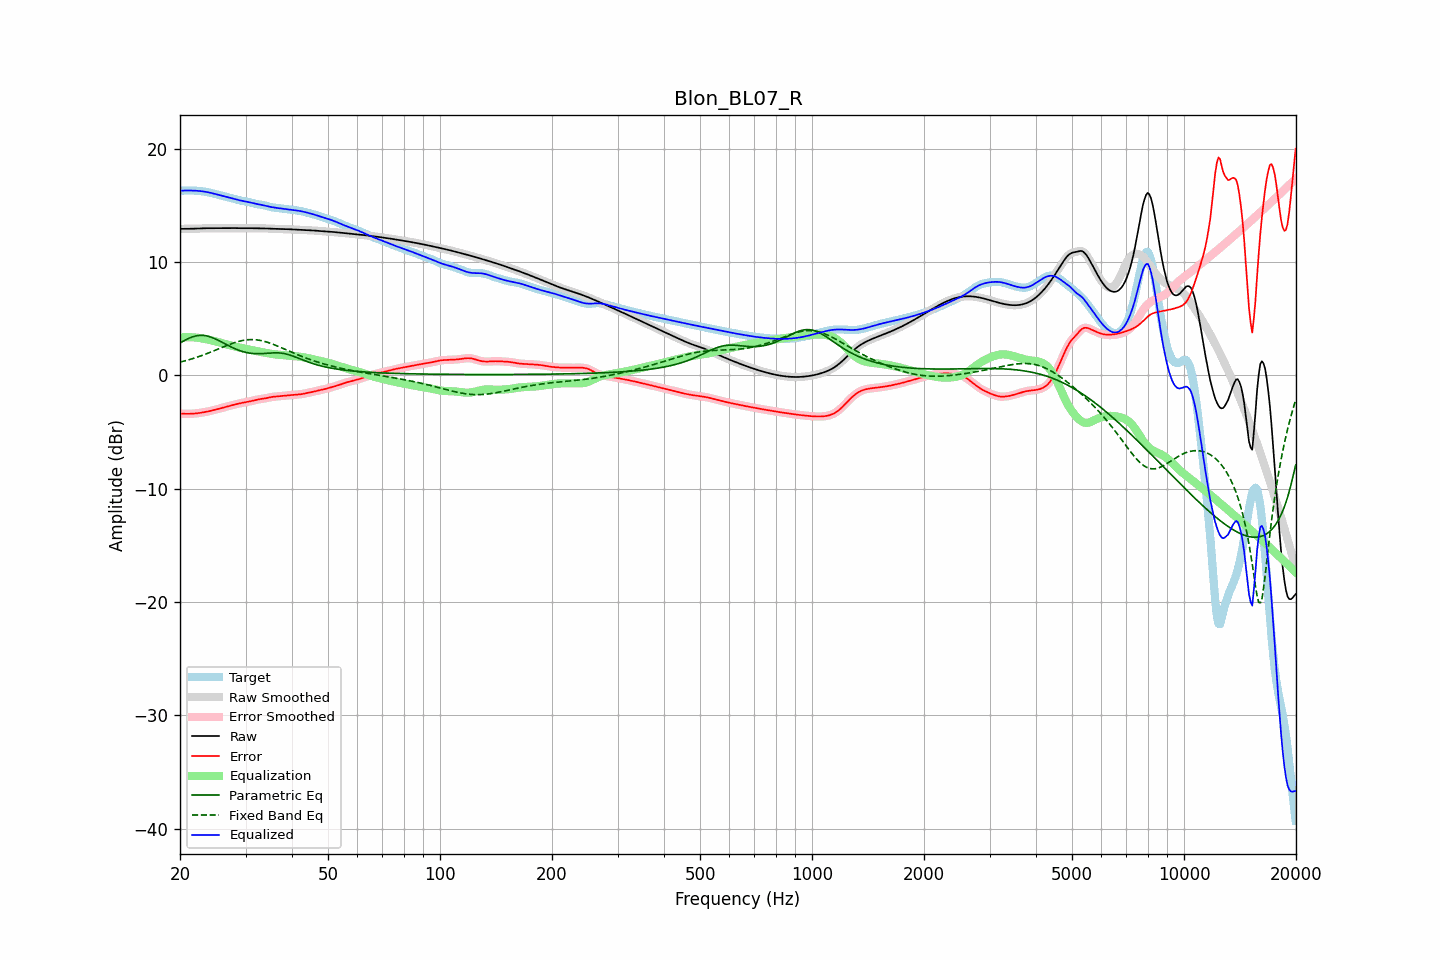 Blon_BL07_R
Amplitude (dBr)
20
10
0
−10
−20
−30
−40
Target
Raw Smoothed
Error Smoothed
Raw
Error
Equalization
Parametric Eq
Fixed Band Eq
Equalized
20
50
100
200
500
1000
2000
5000
10000
20000
Frequency (Hz)